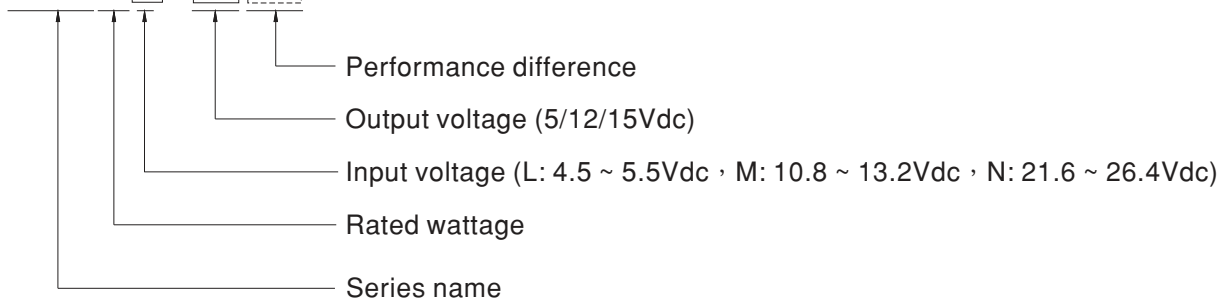 Performance difference
Output voltage (5/12/15Vdc)
Input voltage (L: 4.5 ~ 5.5Vdc，M: 10.8 ~ 13.2Vdc，N: 21.6 ~ 26.4Vdc)
Rated wattage
Series name